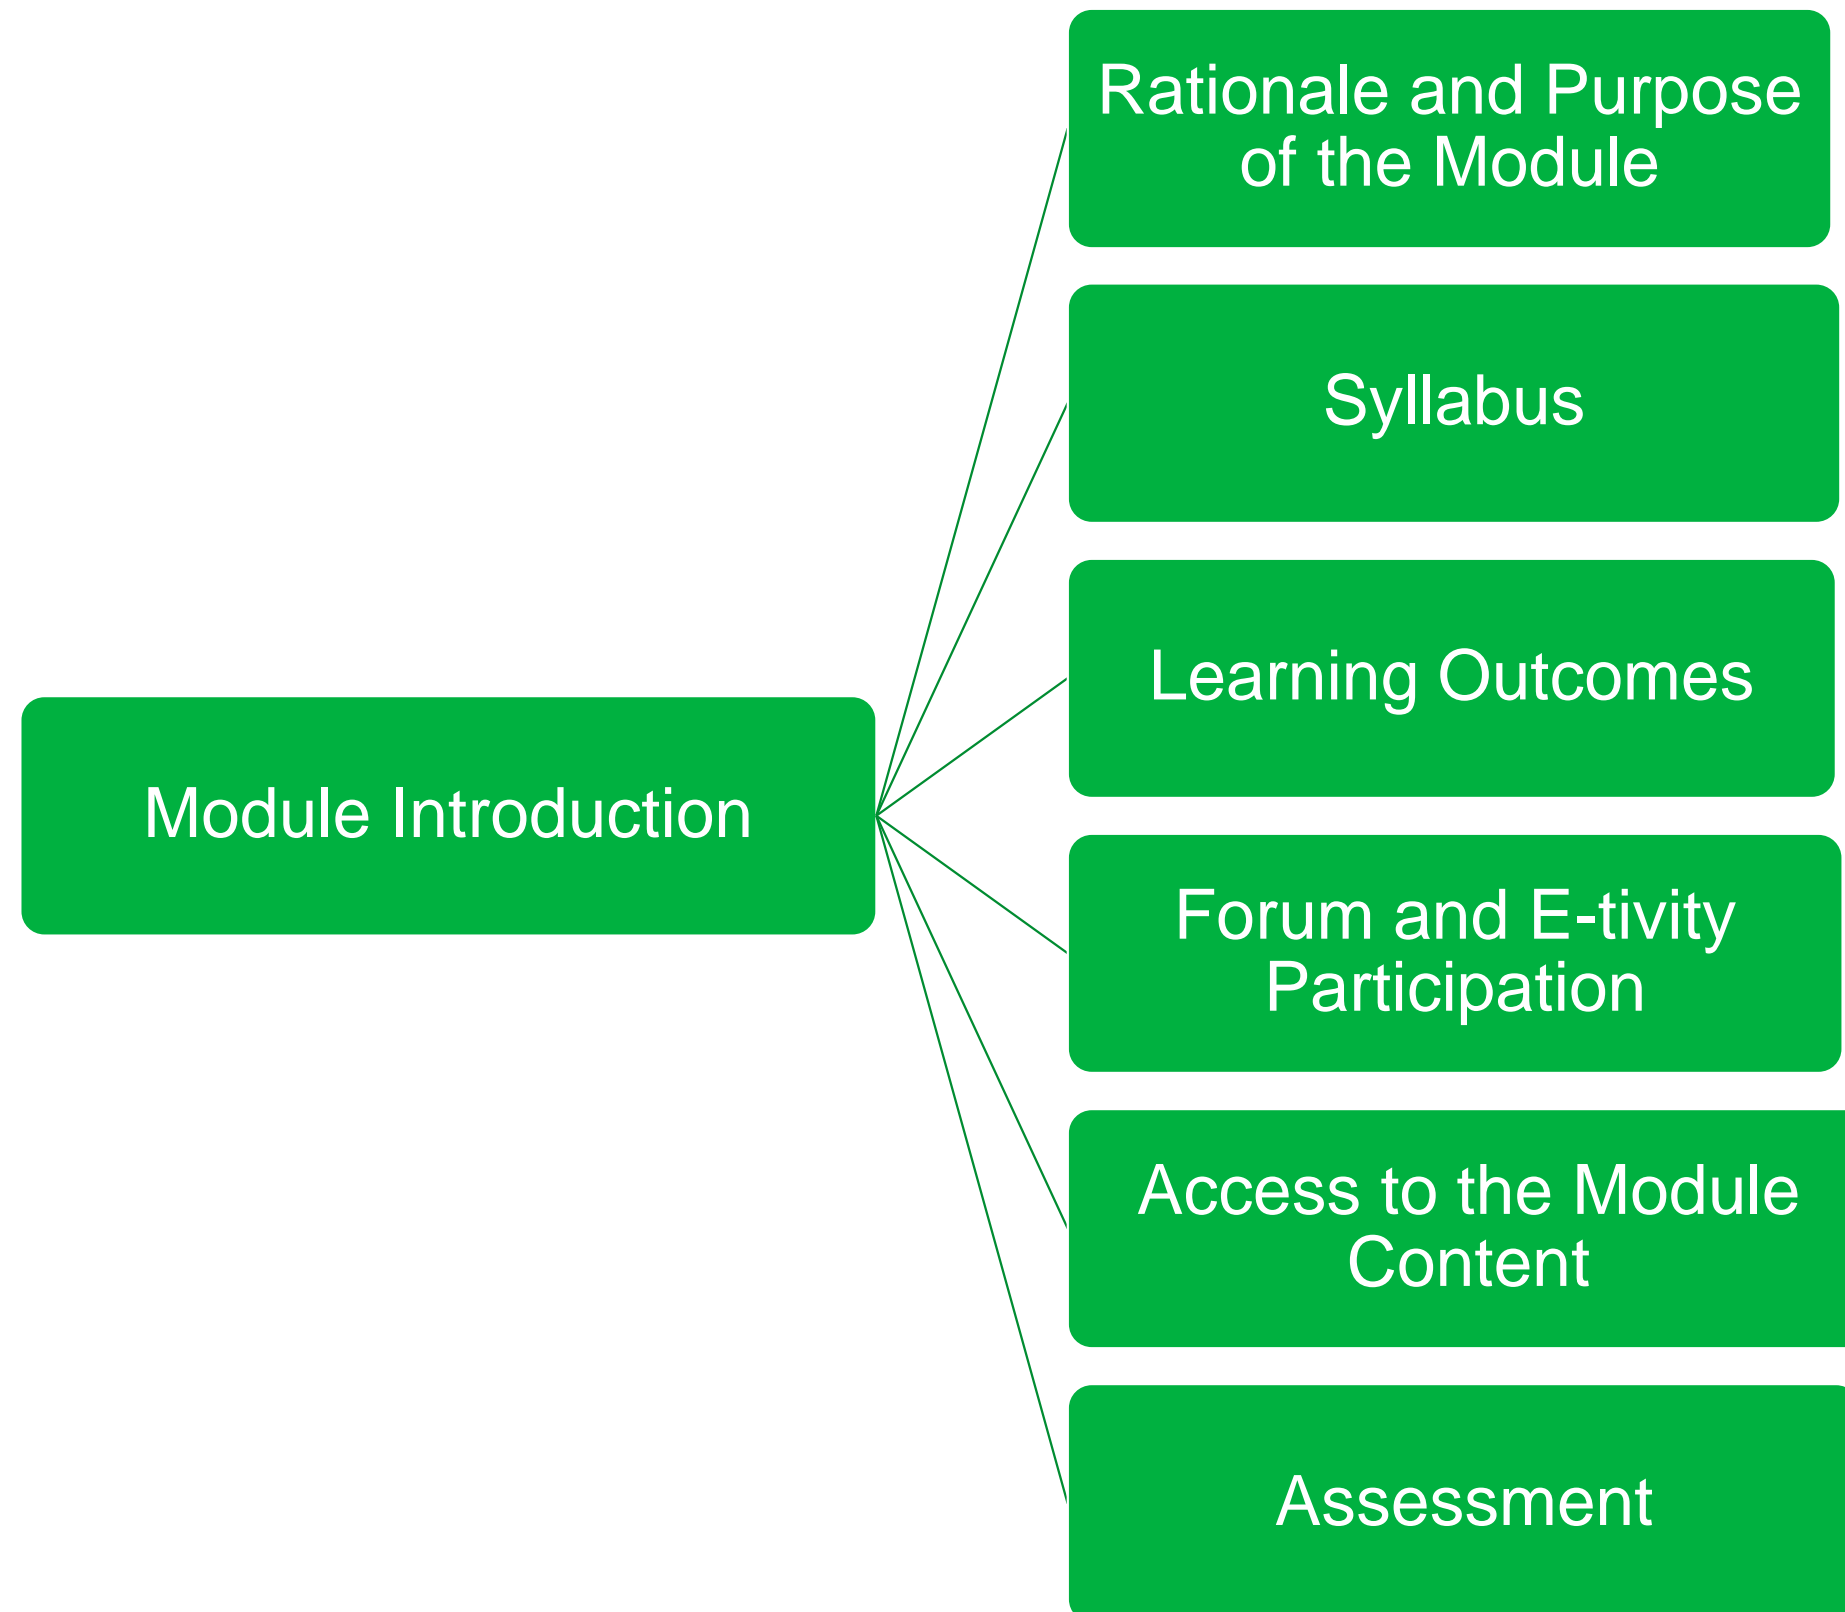 Rationale and Purpose
of the Module
Syllabus
Learning Outcomes
Module Introduction
Forum and E-tivity
Participation
Access to the Module
Content
Assessment